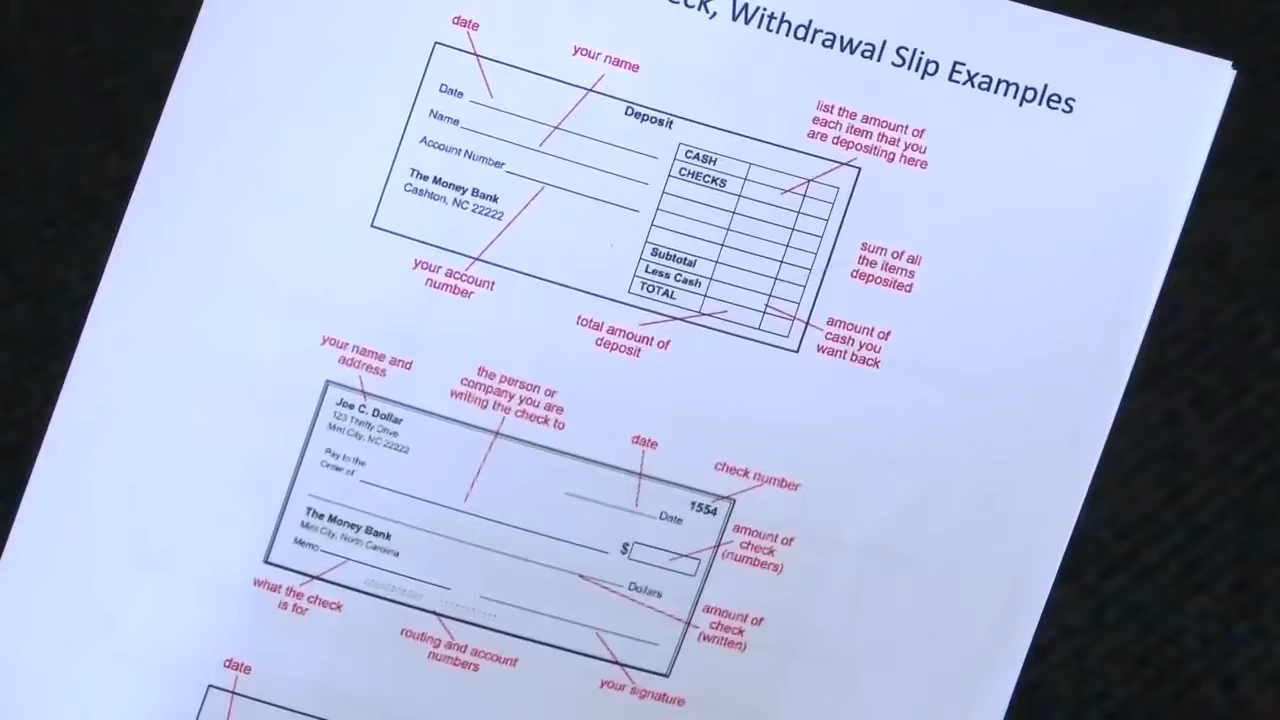 Withdrawal Slip Examples
date
your name
list the amount of
each item that you
are depositing here
Deposit
Date
Name
Account Number
The Money Bank
Cashton, NC 22222
CASH
CHECKS
Subtotal
Less Cash
TOTAL
sum of all
the items
deposited
your account
number
total amount of
deposit
amount of
cash you
want back
your name and
address
the person or
company you are
writing the check to
date
check number
Joe C. Dollar
123 Thrifty Drive
Mint City, NC 22222
1554
Pay to the
Order of
Date
$
amount of
check
(numbers)
The Money Bank
Mint City, North Carolina
Dollars
Memo
what the check
is for
amount of
check
(written)
routing and account
numbers
your signature
date